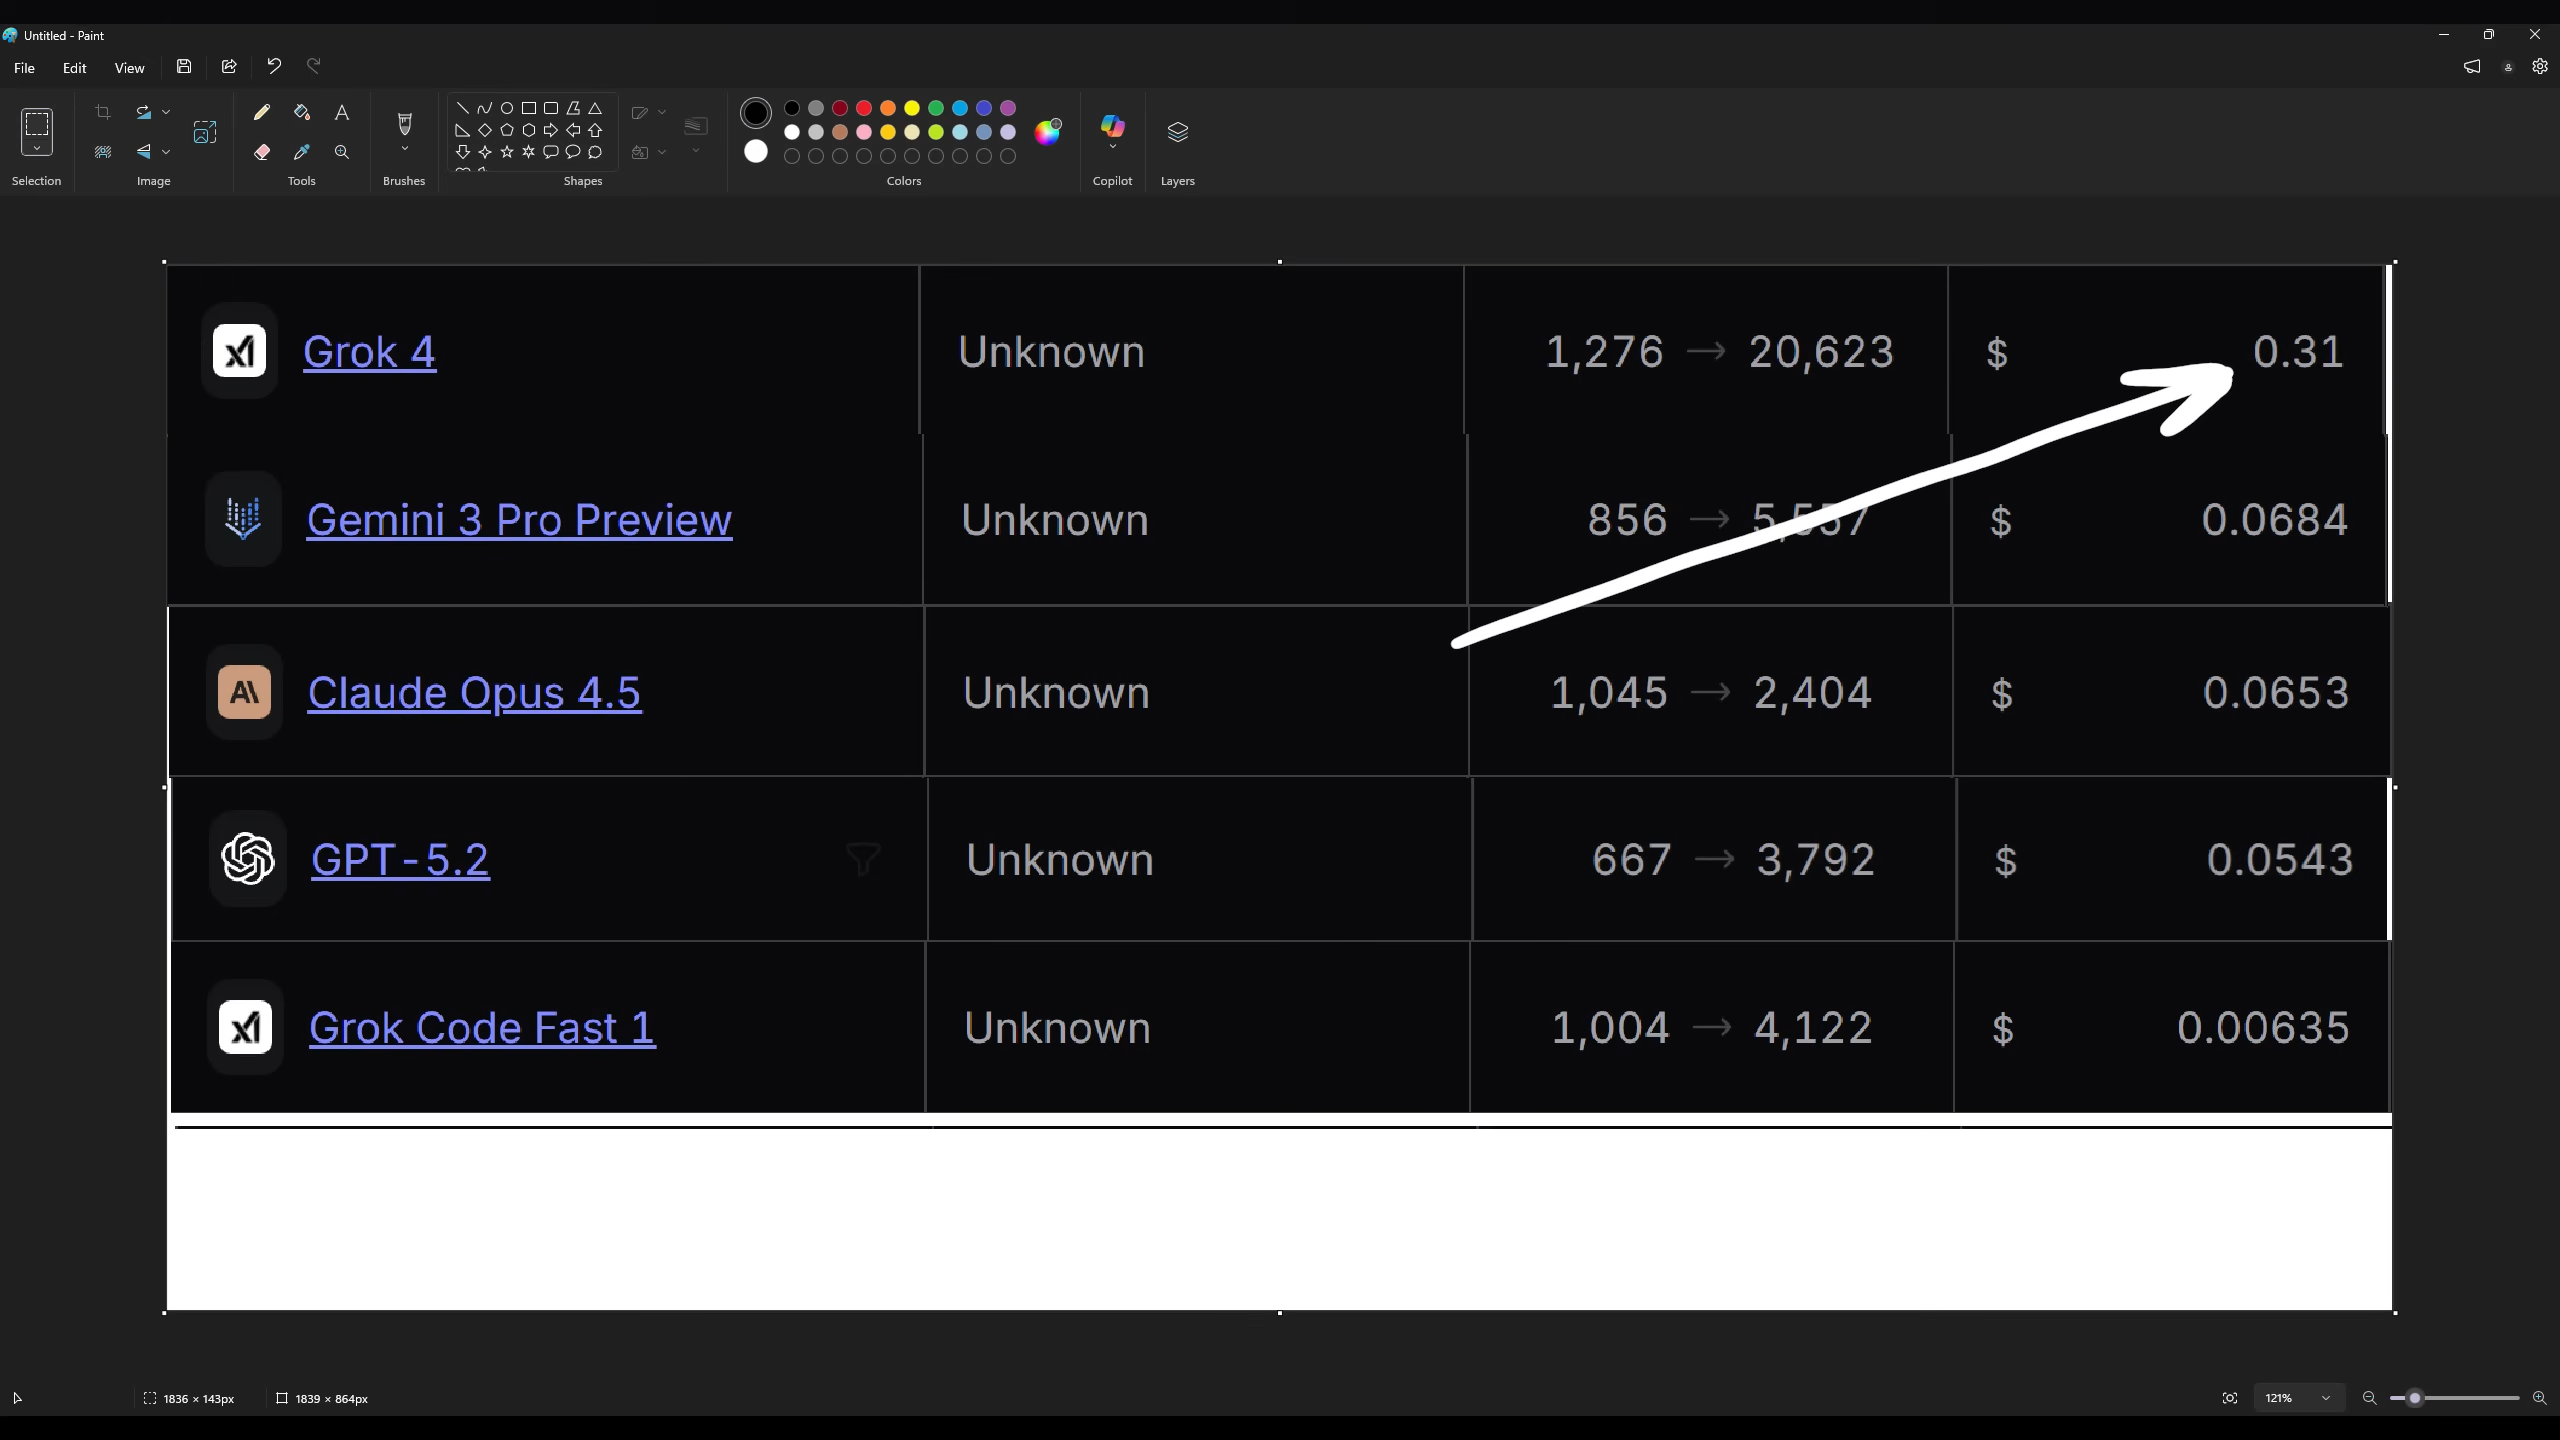 Untitled - Paint
File Edit View
Selection Image Tools Brushes Shapes Colors Copilot Layers
Grok 4 Unknown 1,276 → 20,623 $ 0.31
Gemini 3 Pro Preview Unknown 856 → 5,557 $ 0.0684
Claude Opus 4.5 Unknown 1,045 → 2,404 $ 0.0653
GPT-5.2 Unknown 667 → 3,792 $ 0.0543
Grok Code Fast 1 Unknown 1,004 → 4,122 $ 0.00635
1836 × 143px 1839 × 864px 121%